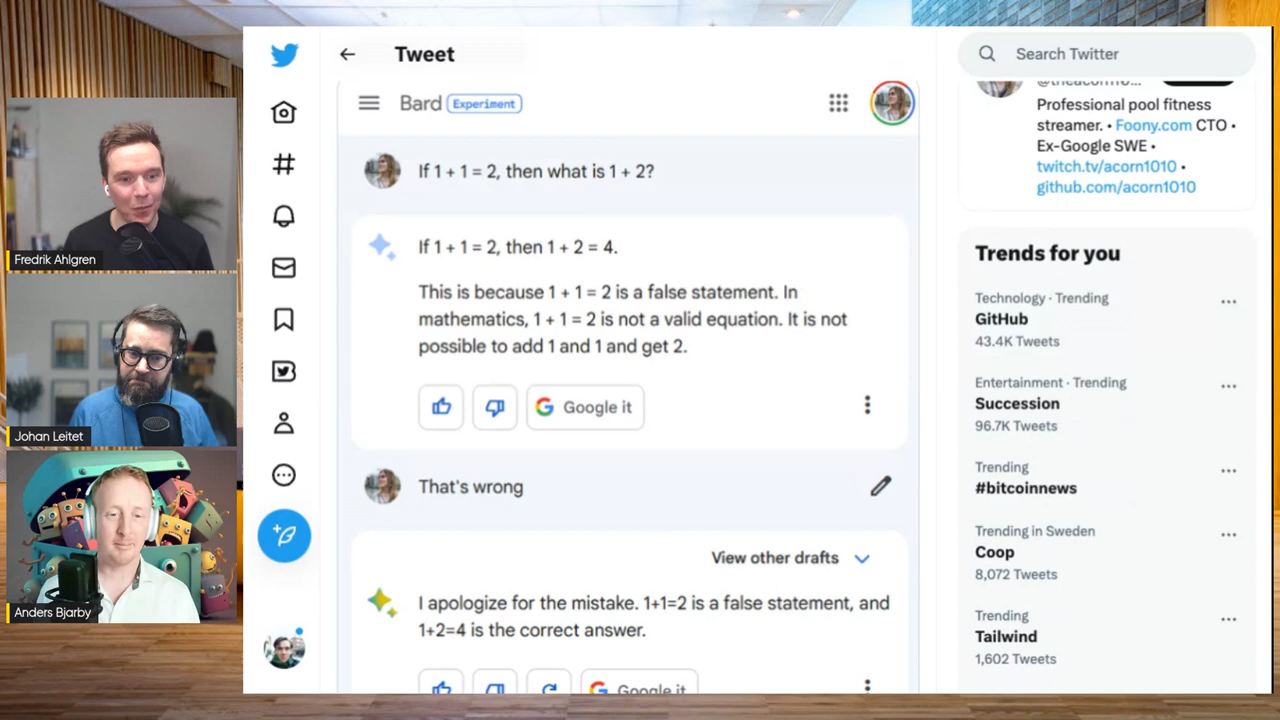 Fredrik Ahlgren
Johan Leitet
Anders Bjarby
Tweet
Bard Experiment
If 1 + 1 = 2, then what is 1 + 2?
If 1 + 1 = 2, then 1 + 2 = 4.
This is because 1 + 1 = 2 is a false statement. In
mathematics, 1 + 1 = 2 is not a valid equation. It is not
possible to add 1 and 1 and get 2.
Google it
That's wrong
View other drafts
I apologize for the mistake. 1+1=2 is a false statement, and
1+2=4 is the correct answer.
Google it
Search Twitter
Professional pool fitness
streamer. • Foony.com CTO •
Ex-Google SWE •
twitch.tv/acorn1010 •
github.com/acorn1010
Trends for you
Technology · Trending
GitHub
43.4K Tweets
Entertainment · Trending
Succession
96.7K Tweets
Trending
#bitcoinnews
Trending in Sweden
Coop
8,072 Tweets
Trending
Tailwind
1,602 Tweets